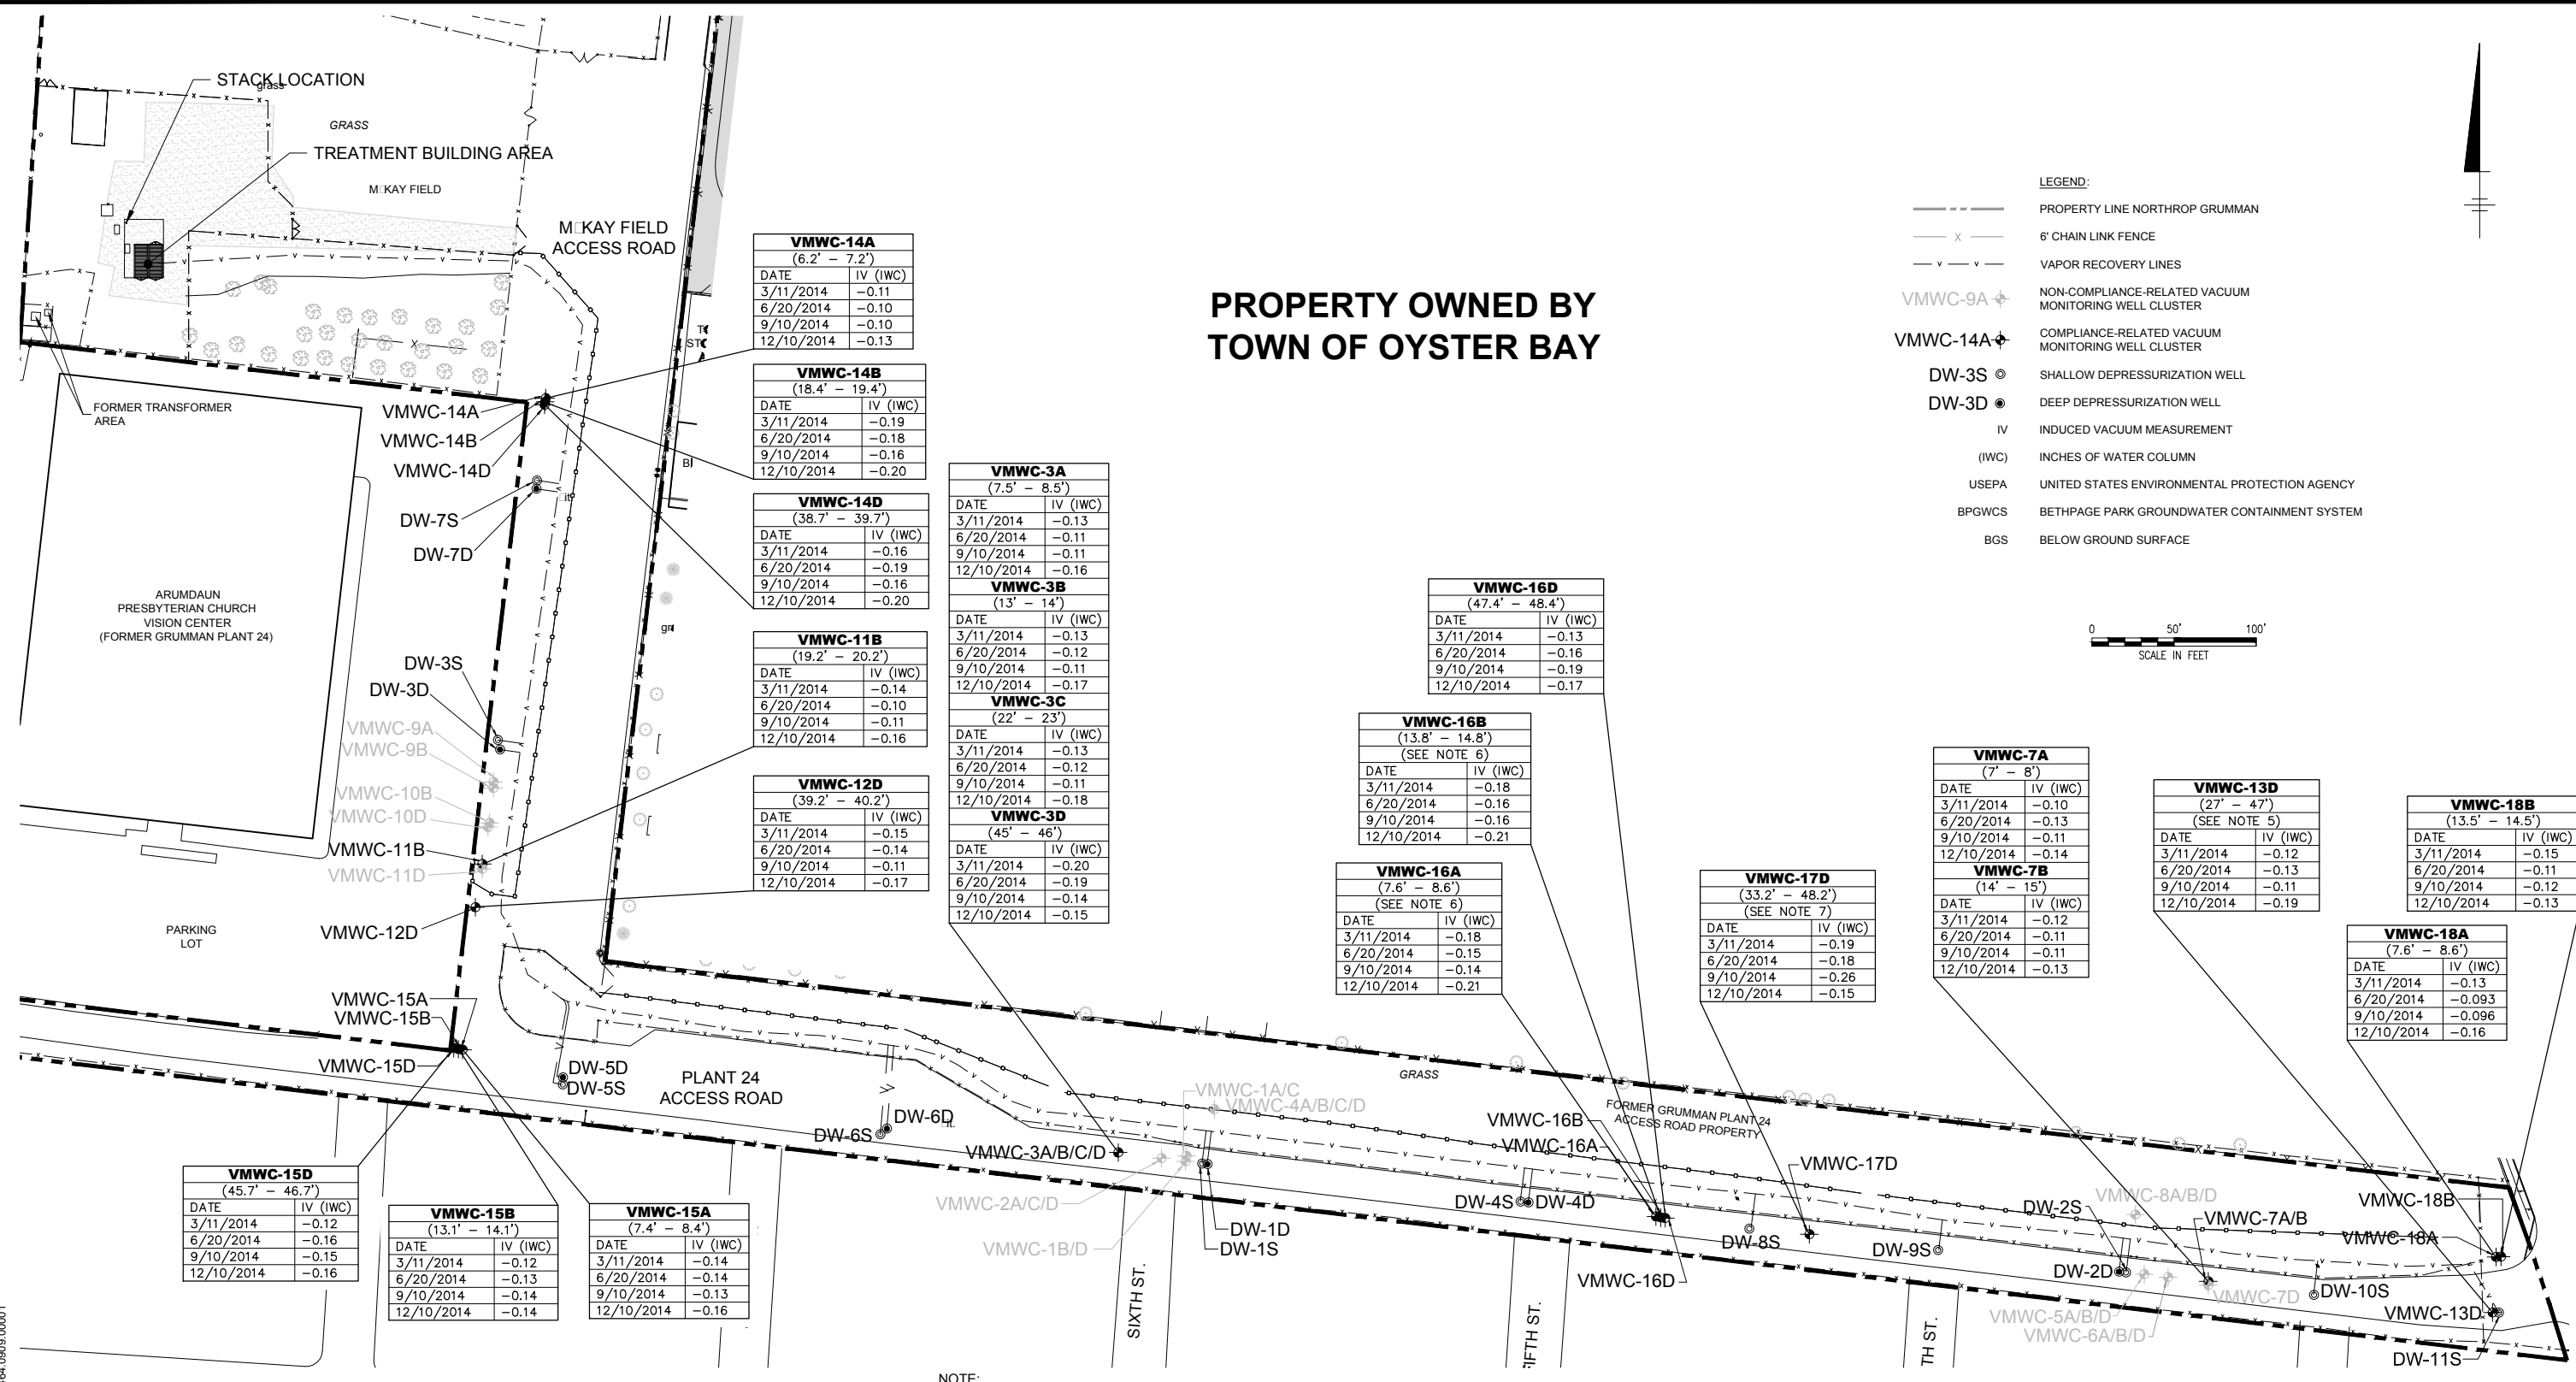 STACK LOCATION
grass
GRASS
TREATMENT BUILDING AREA
KAY FIELD
KAY FIELD
ACCESS ROAD
FORMER TRANSFORMER
AREA
VMWC-14A
VMWC-14B
VMWC-14D
DW-7S
DW-7D
ARUMDAUN
PRESBYTERIAN CHURCH
VISION CENTER
(FORMER GRUMMAN PLANT 24)
DW-3S
DW-3D
VMWC-9A
VMWC-9B
VMWC-10B
VMWC-10D
VMWC-11B
VMWC-11D
VMWC-12D
PARKING
LOT
VMWC-15A
VMWC-15B
VMWC-15D
PROPERTY OWNED BY
TOWN OF OYSTER BAY
LEGEND:
PROPERTY LINE NORTHROP GRUMMAN
X 6' CHAIN LINK FENCE
V V VAPOR RECOVERY LINES
VMWC-9A NON-COMPLIANCE-RELATED VACUUM
MONITORING WELL CLUSTER
VMWC-14A COMPLIANCE-RELATED VACUUM
MONITORING WELL CLUSTER
DW-3S SHALLOW DEPRESSURIZATION WELL
DW-3D DEEP DEPRESSURIZATION WELL
IV INDUCED VACUUM MEASUREMENT
(IWC) INCHES OF WATER COLUMN
USEPA UNITED STATES ENVIRONMENTAL PROTECTION AGENCY
BPGWCS BETHPAGE PARK GROUNDWATER CONTAINMENT SYSTEM
BGS BELOW GROUND SURFACE
0 50' 100'
SCALE IN FEET
VMWC-14A
(6.2' - 7.2')
DATE IV (IWC)
3/11/2014 -0.11
6/20/2014 -0.10
9/10/2014 -0.10
12/10/2014 -0.13
VMWC-14B
(18.4' - 19.4')
DATE IV (IWC)
3/11/2014 -0.19
6/20/2014 -0.18
9/10/2014 -0.16
12/10/2014 -0.20
VMWC-14D
(38.7' - 39.7')
DATE IV (IWC)
3/11/2014 -0.16
6/20/2014 -0.19
9/10/2014 -0.16
12/10/2014 -0.20
VMWC-11B
(19.2' - 20.2')
DATE IV (IWC)
3/11/2014 -0.14
6/20/2014 -0.10
9/10/2014 -0.11
12/10/2014 -0.16
VMWC-12D
(39.2' - 40.2')
DATE IV (IWC)
3/11/2014 -0.15
6/20/2014 -0.14
9/10/2014 -0.11
12/10/2014 -0.17
VMWC-3A
(7.5' - 8.5')
DATE IV (IWC)
3/11/2014 -0.13
6/20/2014 -0.11
9/10/2014 -0.11
12/10/2014 -0.16
VMWC-3B
(13' - 14')
DATE IV (IWC)
3/11/2014 -0.13
6/20/2014 -0.12
9/10/2014 -0.11
12/10/2014 -0.17
VMWC-3C
(22' - 23')
DATE IV (IWC)
3/11/2014 -0.13
6/20/2014 -0.12
9/10/2014 -0.11
12/10/2014 -0.18
VMWC-3D
(45' - 46')
DATE IV (IWC)
3/11/2014 -0.20
6/20/2014 -0.19
9/10/2014 -0.14
12/10/2014 -0.15
VMWC-16D
(47.4' - 48.4')
DATE IV (IWC)
3/11/2014 -0.13
6/20/2014 -0.16
9/10/2014 -0.19
12/10/2014 -0.17
VMWC-16B
(13.8' - 14.8')
(SEE NOTE 6)
DATE IV (IWC)
3/11/2014 -0.18
6/20/2014 -0.16
9/10/2014 -0.16
12/10/2014 -0.21
VMWC-16A
(7.6' - 8.6')
(SEE NOTE 6)
DATE IV (IWC)
3/11/2014 -0.18
6/20/2014 -0.15
9/10/2014 -0.14
12/10/2014 -0.21
VMWC-17D
(33.2' - 48.2')
(SEE NOTE 7)
DATE IV (IWC)
3/11/2014 -0.19
6/20/2014 -0.18
9/10/2014 -0.26
12/10/2014 -0.15
VMWC-7A
(7' - 8')
DATE IV (IWC)
3/11/2014 -0.10
6/20/2014 -0.13
9/10/2014 -0.11
12/10/2014 -0.14
VMWC-7B
(14' - 15')
DATE IV (IWC)
3/11/2014 -0.12
6/20/2014 -0.11
9/10/2014 -0.11
12/10/2014 -0.13
VMWC-13D
(27' - 47')
(SEE NOTE 5)
DATE IV (IWC)
3/11/2014 -0.12
6/20/2014 -0.13
9/10/2014 -0.11
12/10/2014 -0.19
VMWC-18B
(13.5' - 14.5')
DATE IV (IWC)
3/11/2014 -0.15
6/20/2014 -0.11
9/10/2014 -0.12
12/10/2014 -0.13
VMWC-18A
(7.6' - 8.6')
DATE IV (IWC)
3/11/2014 -0.13
6/20/2014 -0.093
9/10/2014 -0.096
12/10/2014 -0.16
VMWC-15D
(45.7' - 46.7')
DATE IV (IWC)
3/11/2014 -0.12
6/20/2014 -0.16
9/10/2014 -0.15
12/10/2014 -0.16
VMWC-15B
(13.1' - 14.1')
DATE IV (IWC)
3/11/2014 -0.12
6/20/2014 -0.13
9/10/2014 -0.14
12/10/2014 -0.14
VMWC-15A
(7.4' - 8.4')
DATE IV (IWC)
3/11/2014 -0.14
6/20/2014 -0.14
9/10/2014 -0.13
12/10/2014 -0.16
DW-5D
DW-5S
PLANT 24
ACCESS ROAD
DW-6D
DW-6S
VMWC-3A/B/C/D
VMWC-1A/C
VMWC-4A/B/C/D
VMWC-2A/C/D
VMWC-1B/D
DW-1D
DW-1S
SIXTH ST.
GRASS
FORMER GRUMMAN PLANT 24
ACCESS ROAD PROPERTY
VMWC-16B
VMWC-16A
DW-4S
DW-4D
VMWC-16D
FIFTH ST.
VMWC-17D
DW-8S
DW-9S
TH ST.
DW-2S
VMWC-8A/B/D
VMWC-7A/B
DW-2D
VMWC-7D
VMWC-5A/B/D
VMWC-6A/B/D
DW-10S
VMWC-18B
VMWC-18A
VMWC-13D
DW-11S
NOTE: